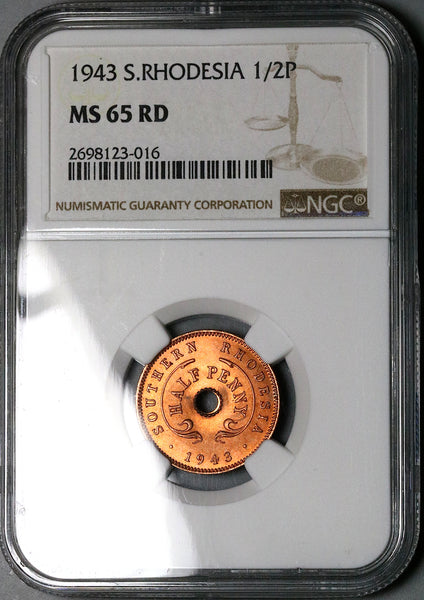 1943 S.RHODESIA 1/2P
MS 65 RD
2698123-016
NUMISMATIC GUARANTY CORPORATION
NGC®
SOUTHERN RHODESIA
HALF PENNY
· 1943 ·